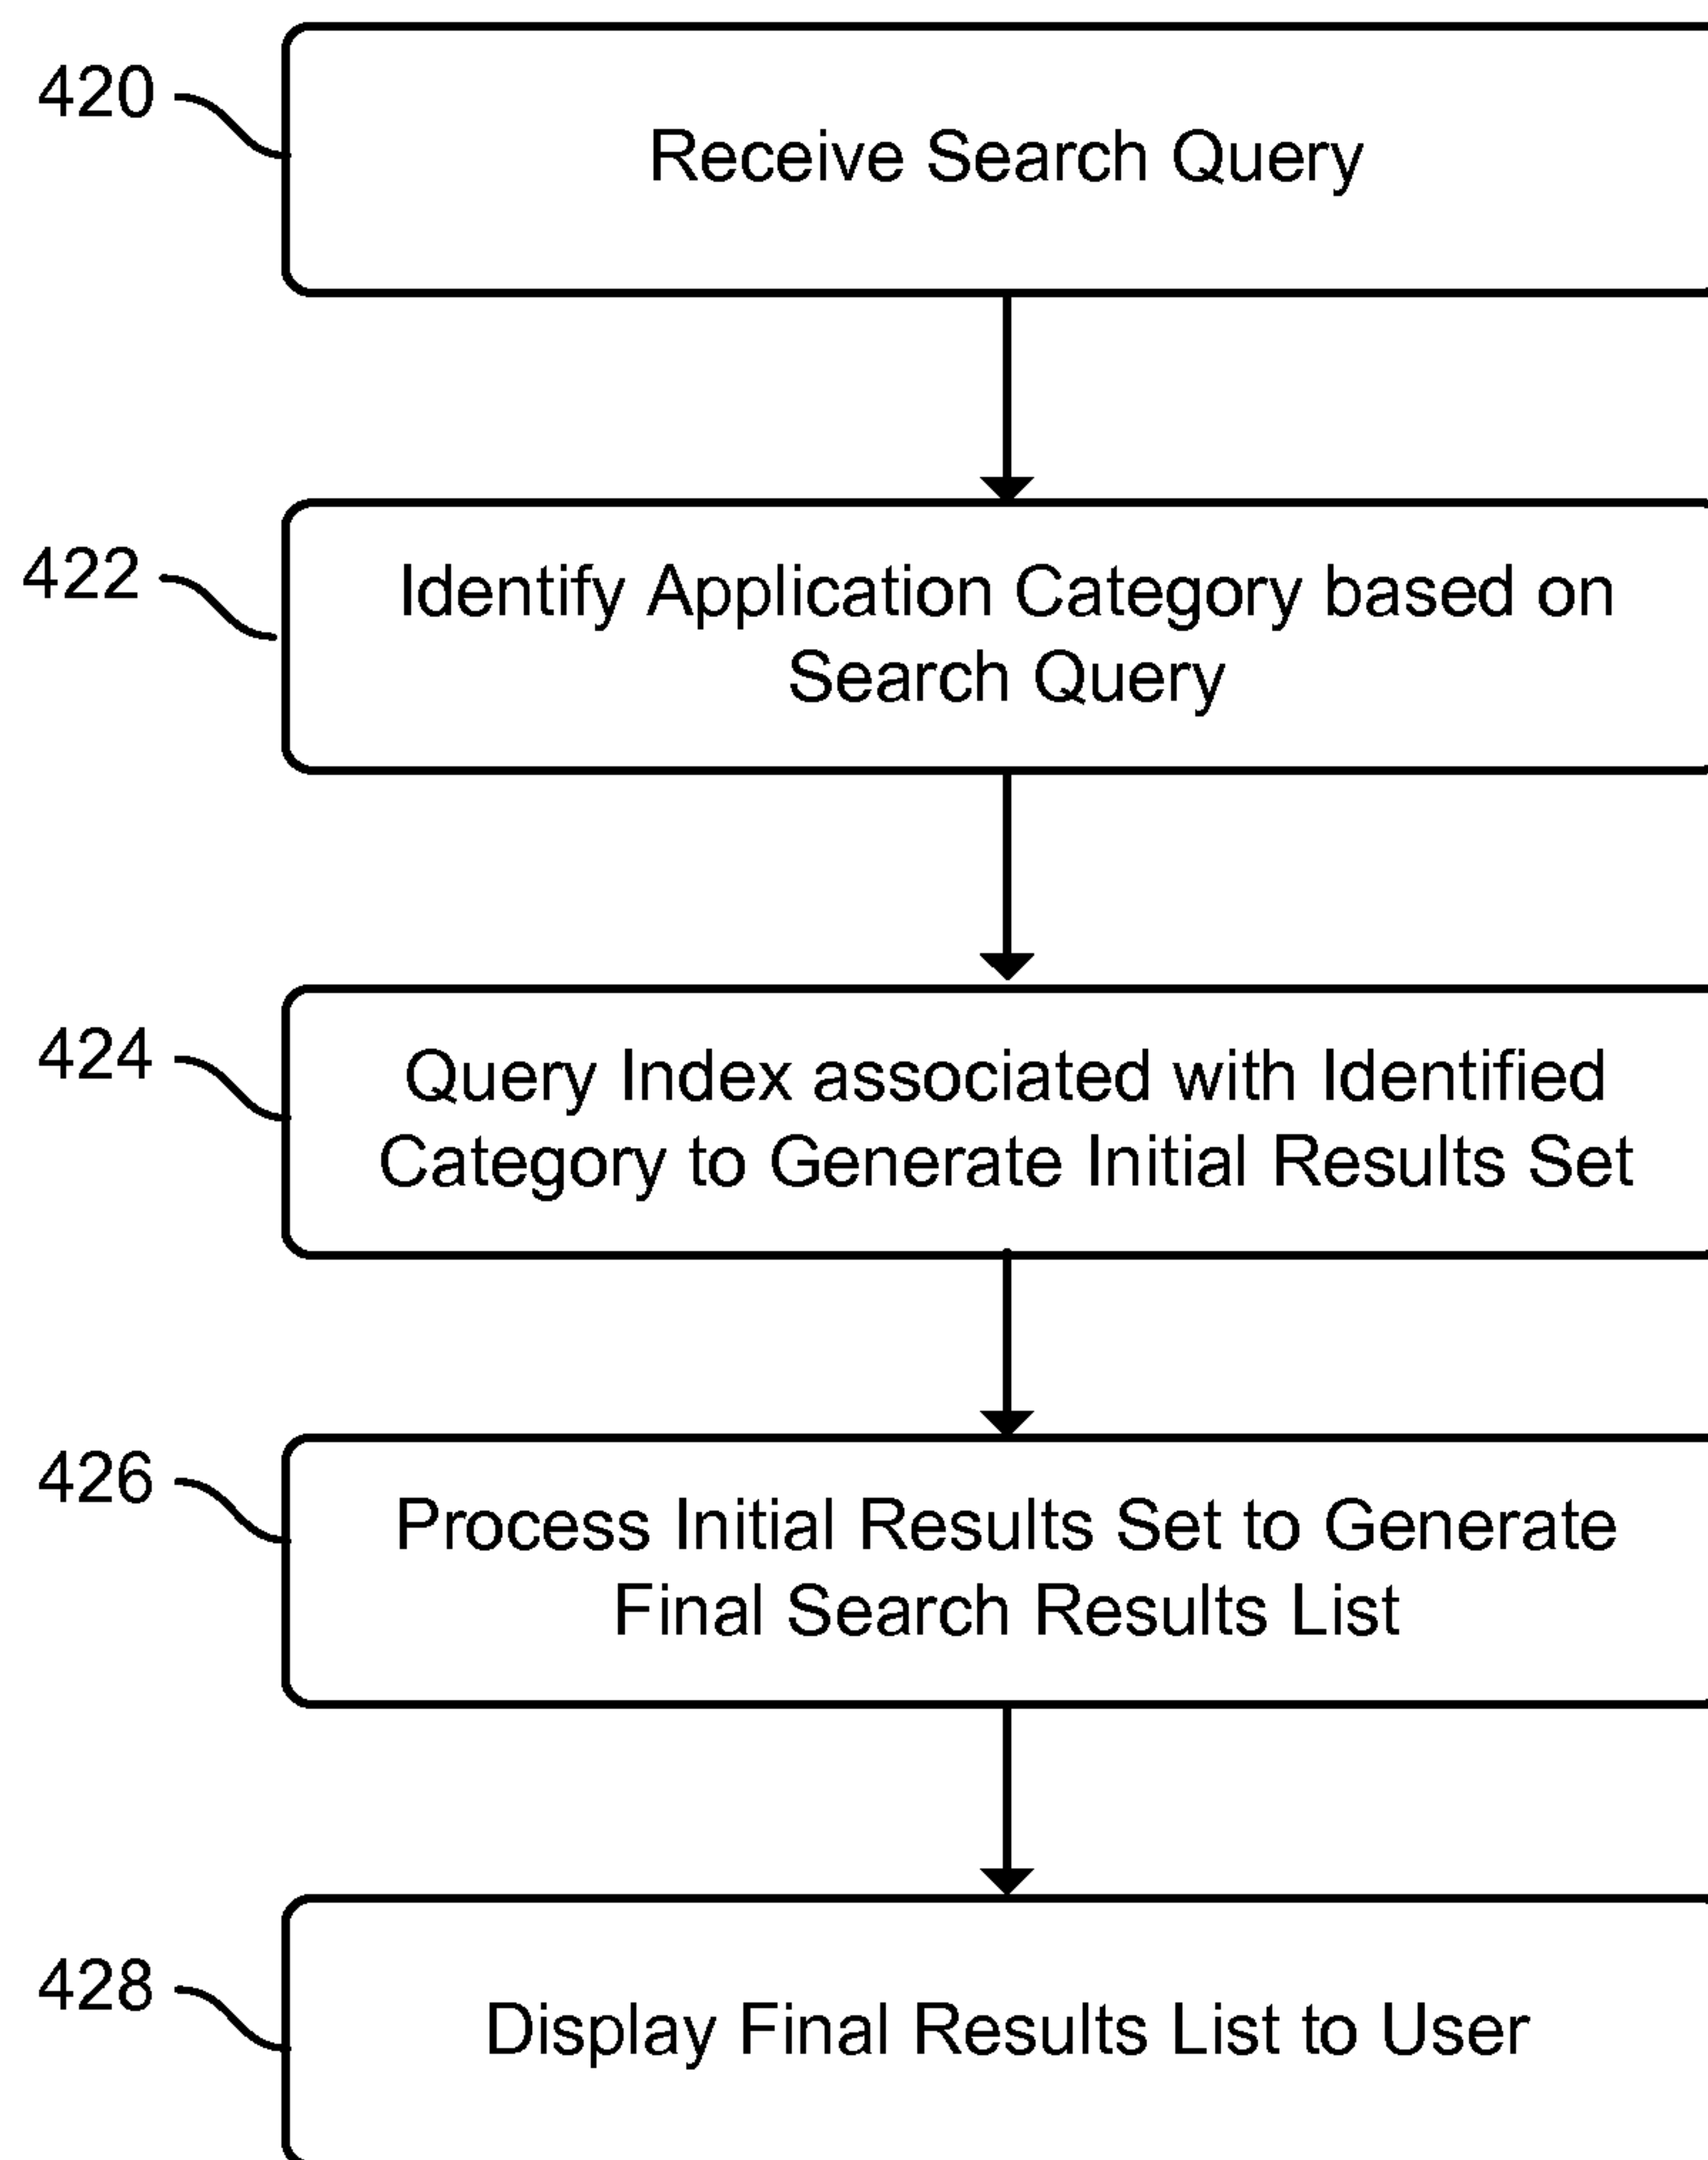 420
Receive Search Query
422
Identify Application Category based on
Search Query
424
Query Index associated with Identified
Category to Generate Initial Results Set
426
Process Initial Results Set to Generate
Final Search Results List
428
Display Final Results List to User